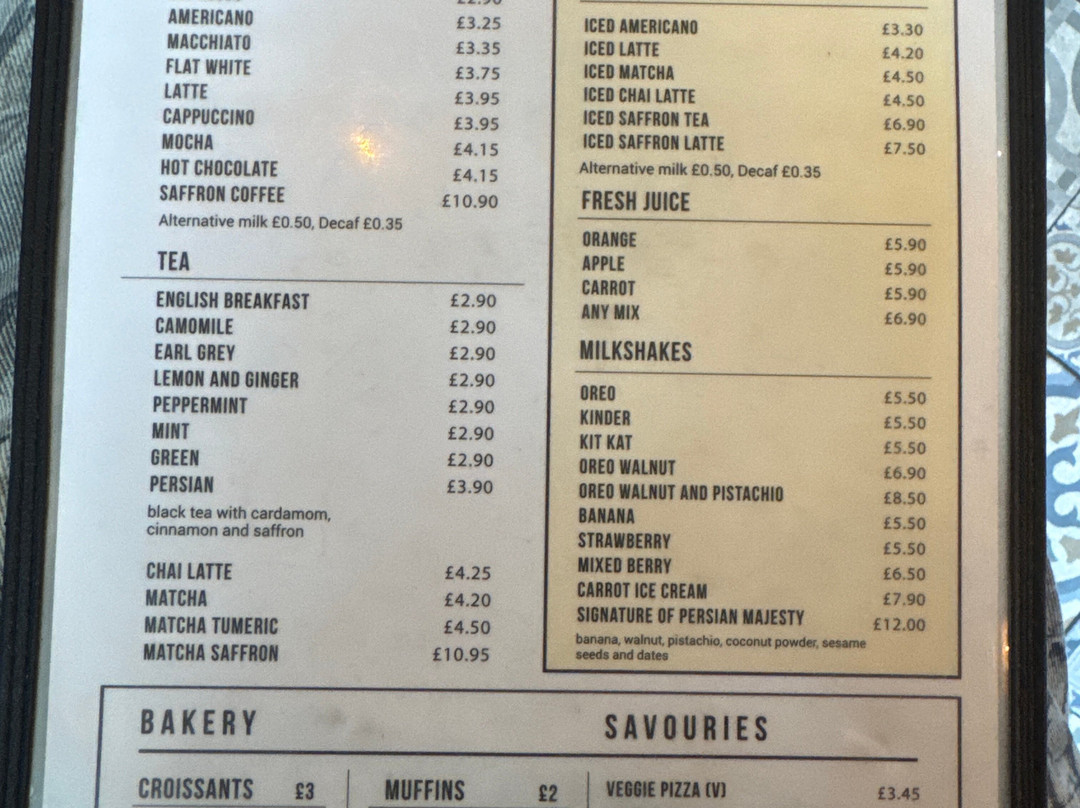 AMERICANO £3.25
MACCHIATO £3.35
FLAT WHITE £3.75
LATTE £3.95
CAPPUCCINO £3.95
MOCHA £4.15
HOT CHOCOLATE £4.15
SAFFRON COFFEE £10.90
Alternative milk £0.50, Decaf £0.35
TEA
ENGLISH BREAKFAST £2.90
CAMOMILE £2.90
EARL GREY £2.90
LEMON AND GINGER £2.90
PEPPERMINT £2.90
MINT £2.90
GREEN £2.90
PERSIAN £3.90
black tea with cardamom,
cinnamon and saffron
CHAI LATTE £4.25
MATCHA £4.20
MATCHA TUMERIC £4.50
MATCHA SAFFRON £10.95
ICED AMERICANO £3.30
ICED LATTE £4.20
ICED MATCHA £4.50
ICED CHAI LATTE £4.50
ICED SAFFRON TEA £6.90
ICED SAFFRON LATTE £7.50
Alternative milk £0.50, Decaf £0.35
FRESH JUICE
ORANGE £5.90
APPLE £5.90
CARROT £5.90
ANY MIX £6.90
MILKSHAKES
OREO £5.50
KINDER £5.50
KIT KAT £5.50
OREO WALNUT £6.90
OREO WALNUT AND PISTACHIO £8.50
BANANA £5.50
STRAWBERRY £5.50
MIXED BERRY £6.50
CARROT ICE CREAM £7.90
SIGNATURE OF PERSIAN MAJESTY £12.00
banana, walnut, pistachio, coconut powder, sesame
seeds and dates
BAKERY
CROISSANTS £3
MUFFINS £2
SAVOURIES
VEGGIE PIZZA (V) £3.45